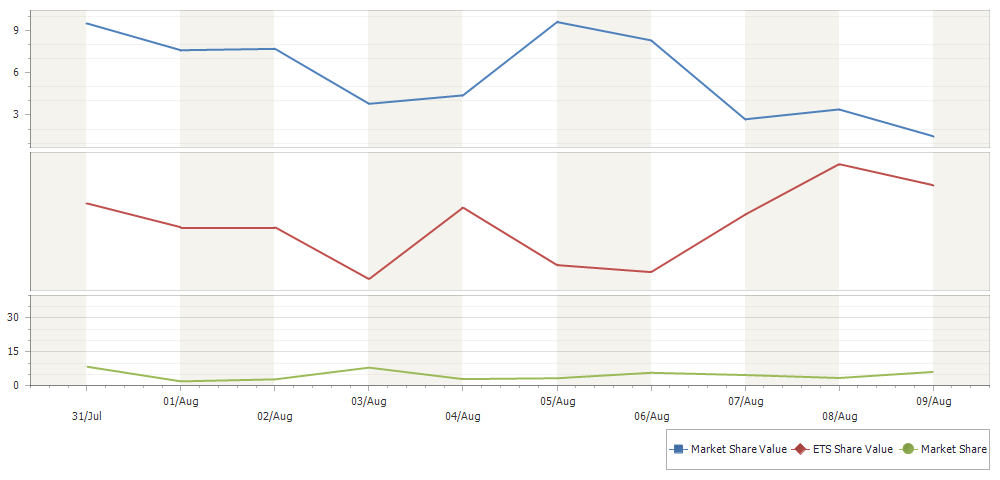 9
6
3
30
15
0
31/Jul
01/Aug
02/Aug
03/Aug
04/Aug
05/Aug
06/Aug
07/Aug
08/Aug
09/Aug
Market Share Value ETS Share Value Market Share